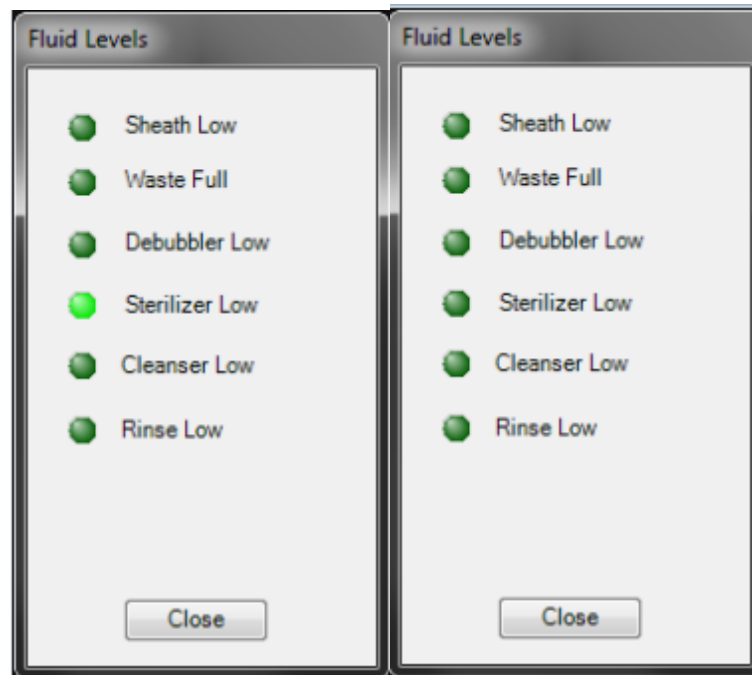 Fluid Levels
Sheath Low
Waste Full
Debubbler Low
Sterilizer Low
Cleanser Low
Rinse Low
Close
Fluid Levels
Sheath Low
Waste Full
Debubbler Low
Sterilizer Low
Cleanser Low
Rinse Low
Close